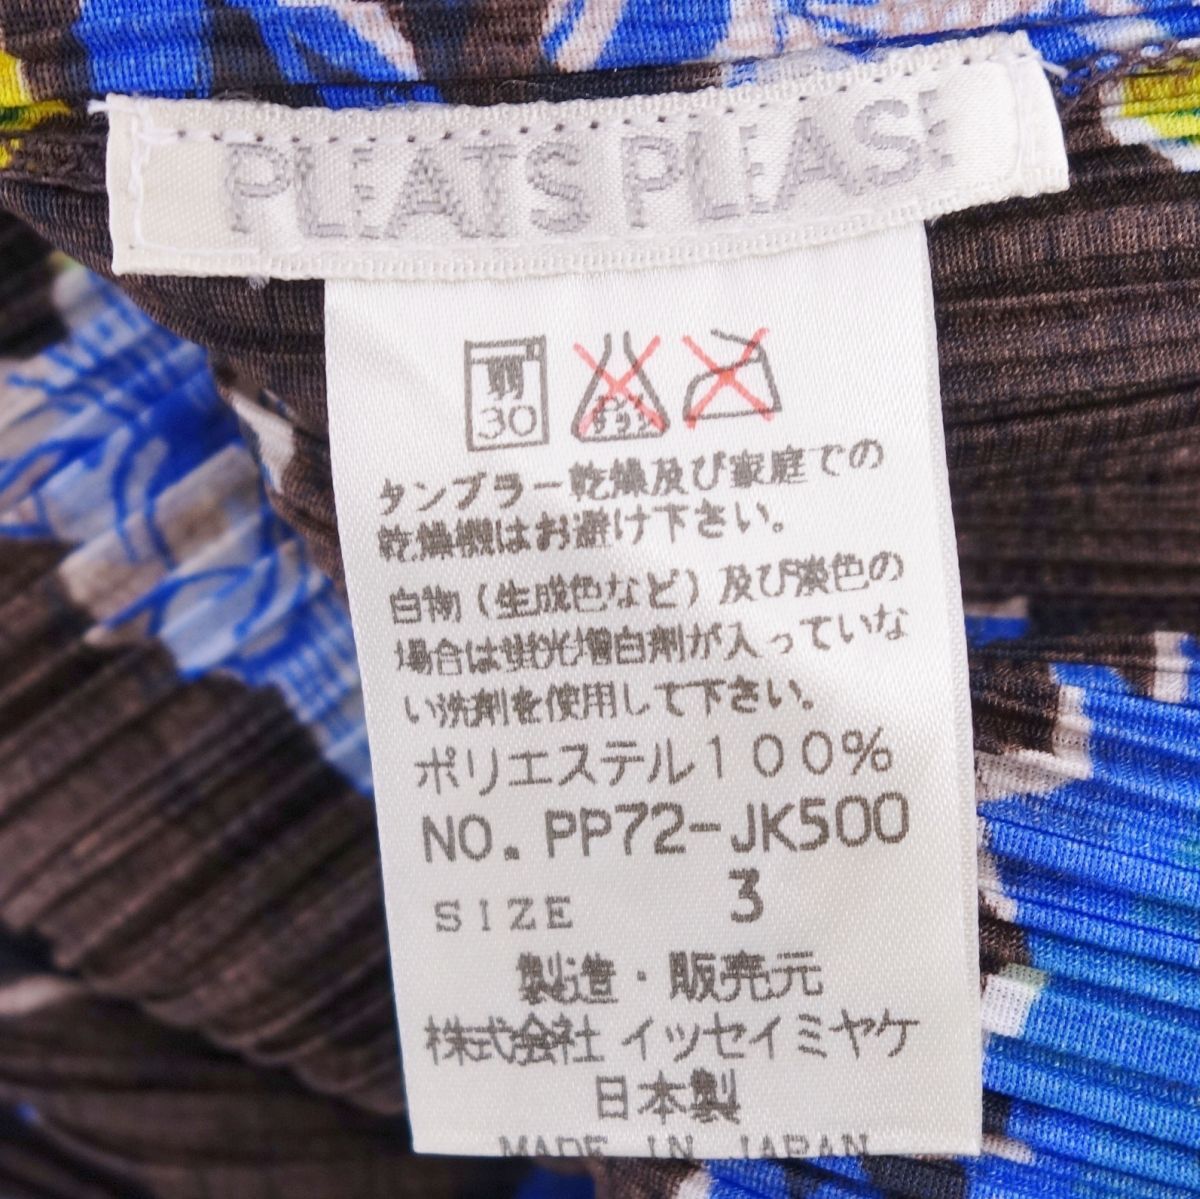 PLEATS PLEASE
弱
30
タンブラー乾燥及び家庭での
乾燥機はお避け下さい。
白物（生成色など）及び淡色の
場合は蛍光増白剤が入っていな
い洗剤を使用して下さい。
ポリエステル100%
NO. PP72-JK500
SIZE 3
製造・販売元
株式会社 イッセイミヤケ
日本製
MADE IN JAPAN